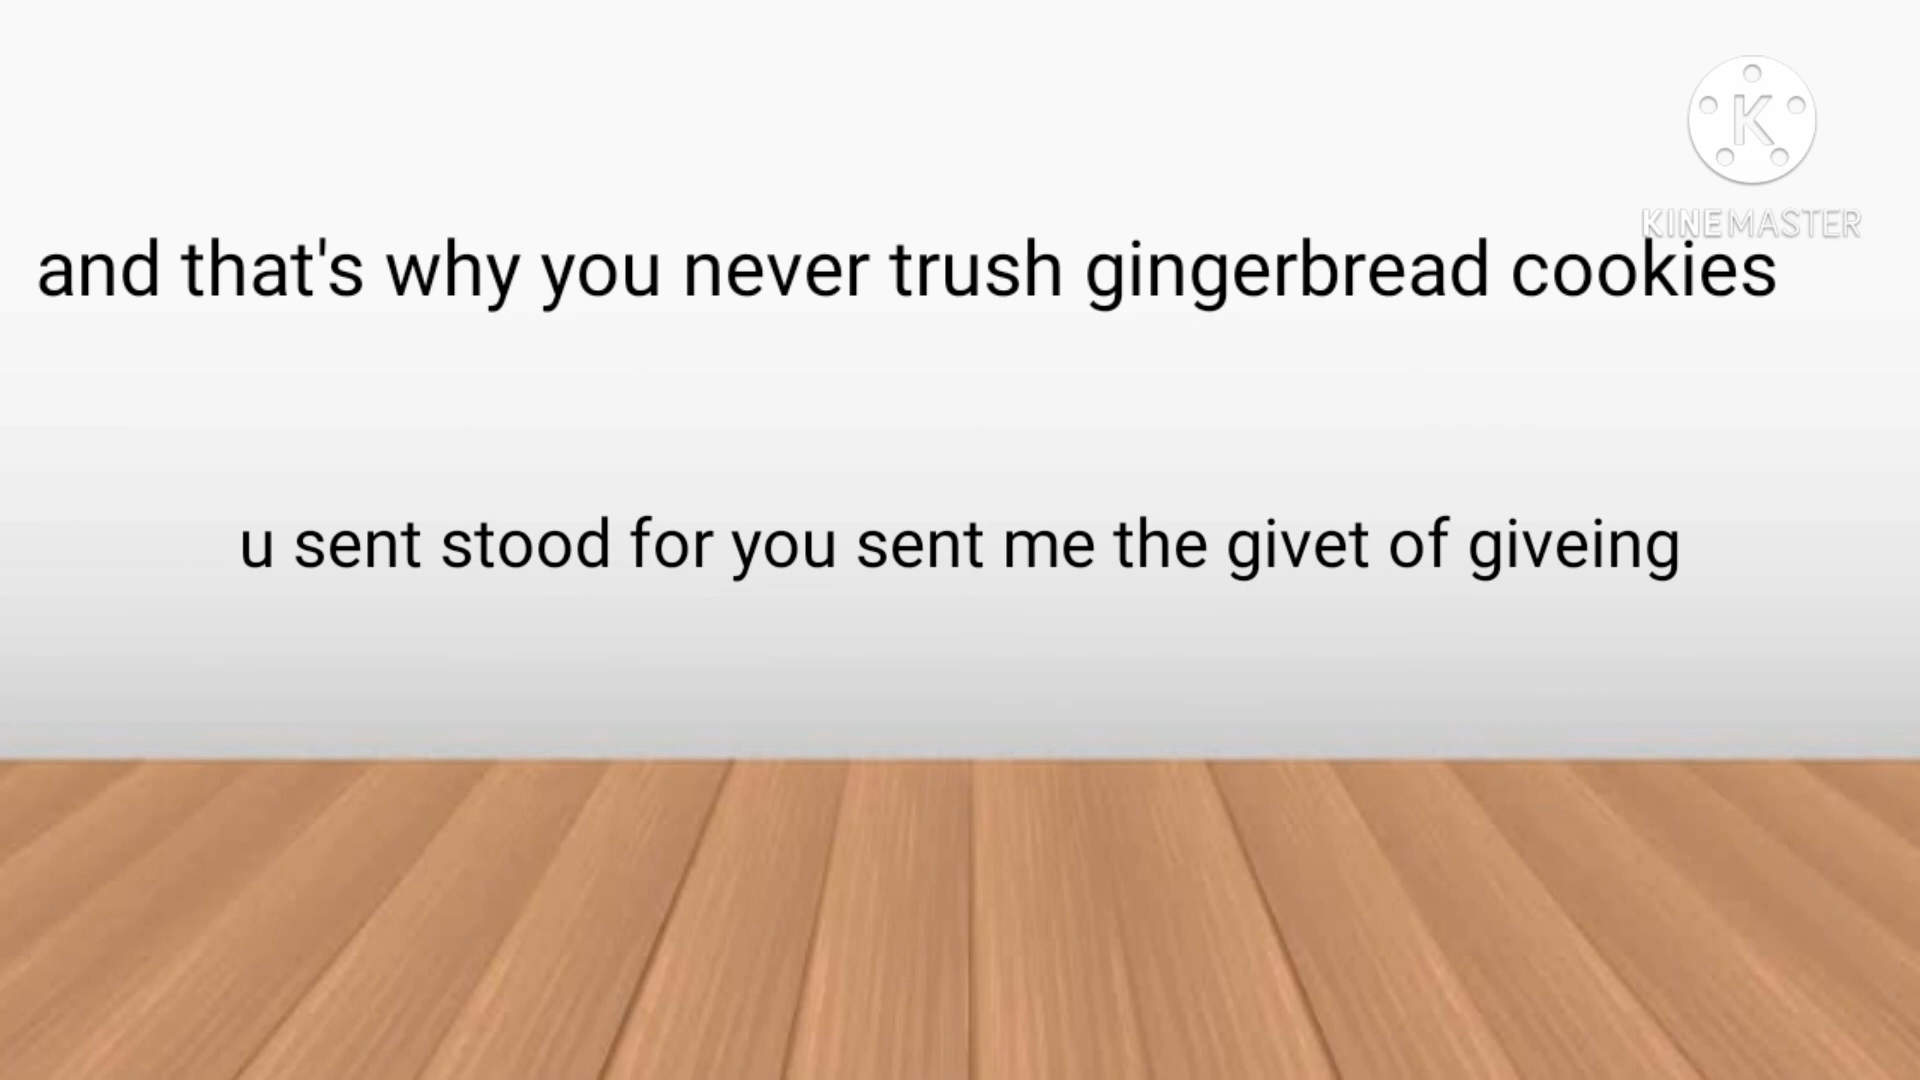 K
KINEMASTER
and that's why you never trush gingerbread cookies
u sent stood for you sent me the givet of giveing